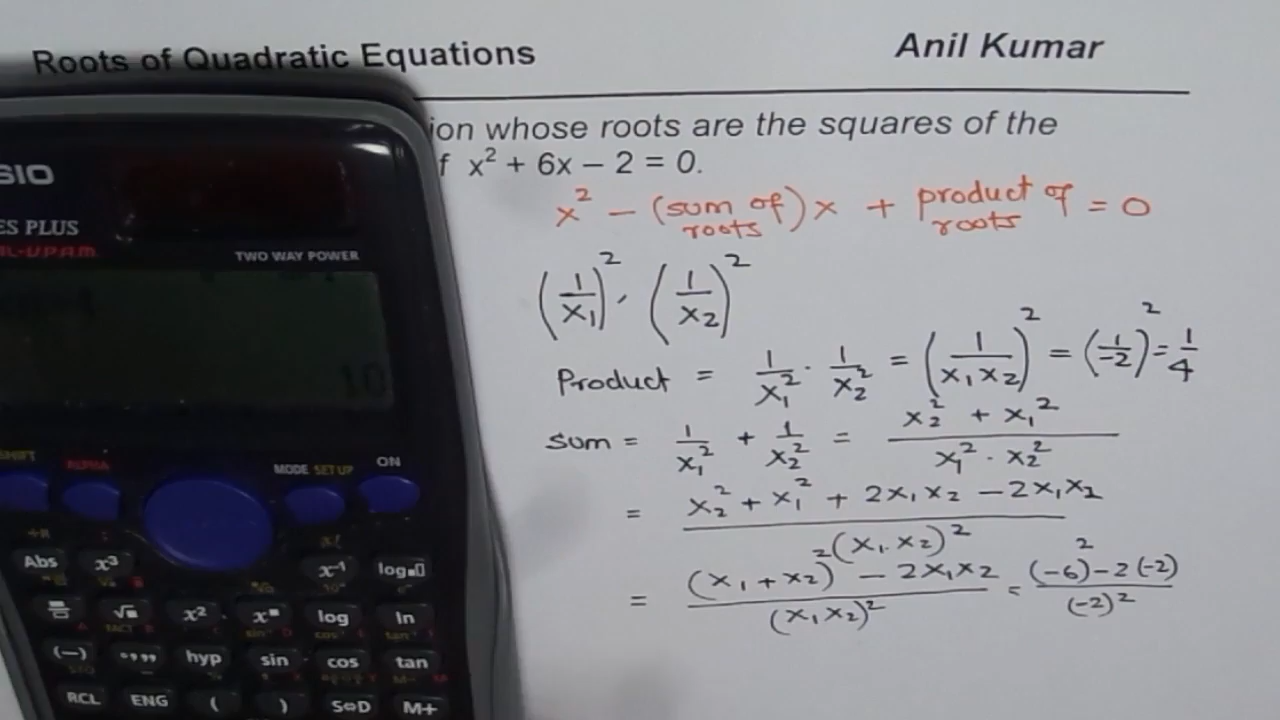 Roots of Quadratic Equations Anil Kumar
ion whose roots are the squares of the
f x² + 6x – 2 = 0.
x² − (sum of roots) x + product of roots = 0
(1/x₁)², (1/x₂)²
Product = 1/x₁² · 1/x₂² = (1/(x₁x₂))² = (1/-2)² = 1/4
Sum = 1/x₁² + 1/x₂² = (x₂² + x₁²)/(x₁² · x₂²)
= (x₂² + x₁² + 2x₁x₂ − 2x₁x₂)/(x₁·x₂)²
= ((x₁ + x₂)² − 2x₁x₂)/(x₁x₂)² = ((-6)² − 2(-2))/(-2)²
SIO
ES PLUS
TWO WAY POWER
10
SHIFT ALPHA MODE SETUP ON
Abs x³ x⁻¹ log
√ x² x■ log ln
(−) °,,, hyp sin cos tan
RCL ENG ( ) S⇔D M+